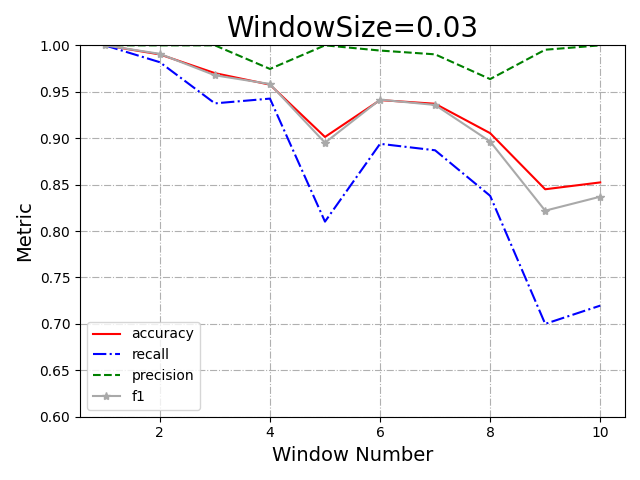 WindowSize=0.03
Metric
1.00
0.95
0.90
0.85
0.80
0.75
0.70
0.65
0.60
accuracy
recall
precision
f1
2 4 6 8 10
Window Number